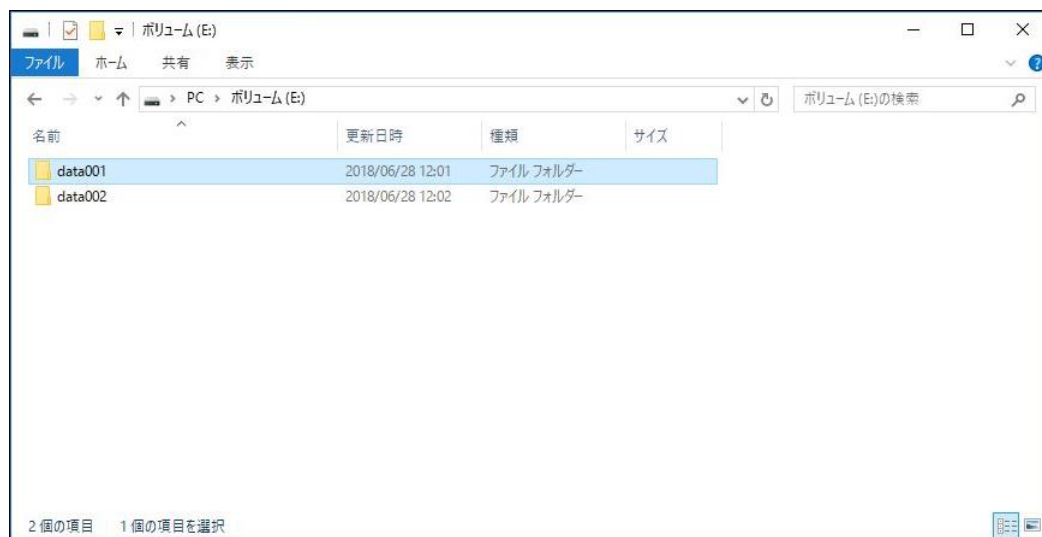 ボリューム (E:)
ファイル ホーム 共有 表示
PC › ボリューム (E:) ボリューム (E:)の検索
名前 更新日時 種類 サイズ
data001 2018/06/28 12:01 ファイル フォルダー
data002 2018/06/28 12:02 ファイル フォルダー
2 個の項目 1 個の項目を選択